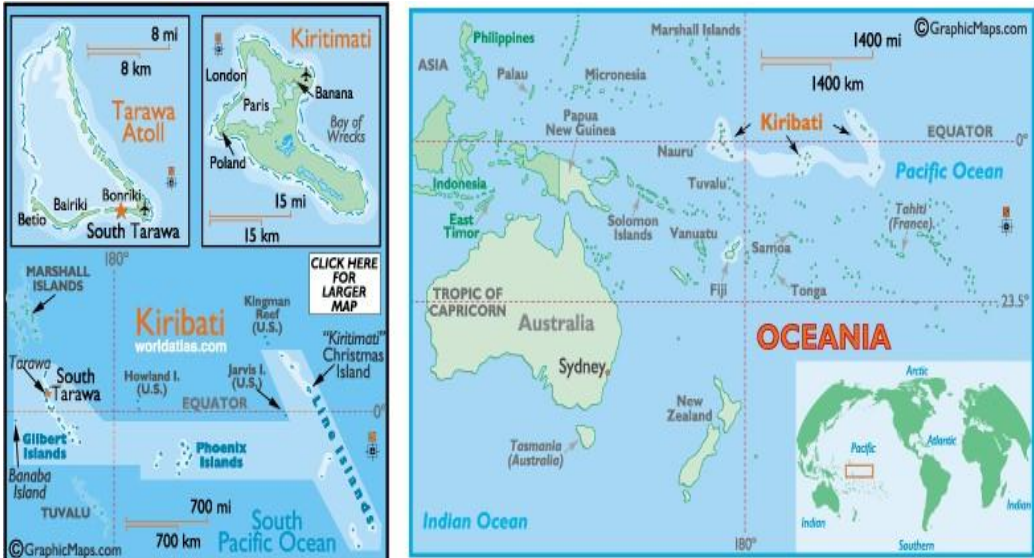 8 mi
8 km
Tarawa
Atoll
Betio
Bairiki
Bonriki
South Tarawa
Kiritimati
London
Paris
Banana
Bay of
Wrecks
Poland
15 mi
15 km
180°
CLICK HERE
FOR
LARGER
MAP
MARSHALL
ISLANDS
Kiribati
worldatlas.com
Kingman
Reef (U.S.)
"Kiritimati"
Christmas
Island
Tarawa
South
Tarawa
Howland I.
(U.S.)
Jarvis I.
(U.S.)
EQUATOR
0°
Gilbert
Islands
Phoenix
Islands
Line Islands
Banaba
Island
TUVALU
700 mi
700 km
South
Pacific Ocean
©GraphicMaps.com
©GraphicMaps.com
Philippines
Marshall Islands
1400 mi
1400 km
ASIA
Palau
Micronesia
Papua
New Guinea
Kiribati
EQUATOR
0°
Nauru
Pacific Ocean
Indonesia
Tuvalu
East
Timor
Solomon
Islands
Vanuatu
Samoa
Tahiti
(France)
Fiji
Tonga
TROPIC OF
CAPRICORN
23.5°
Australia
OCEANIA
Sydney
New
Zealand
Tasmania
(Australia)
Indian Ocean
180°
Arctic
Pacific
Atlantic
Indian
Indian
Southern